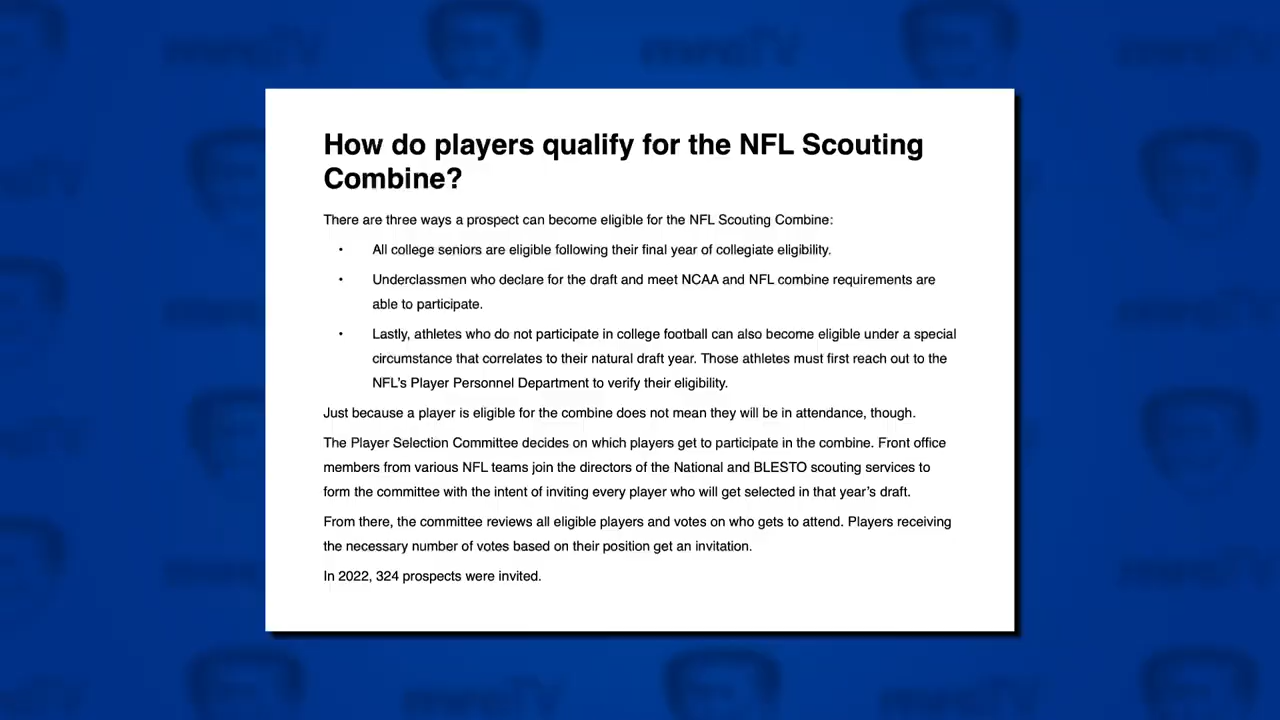 How do players qualify for the NFL Scouting
Combine?
There are three ways a prospect can become eligible for the NFL Scouting Combine:
• All college seniors are eligible following their final year of collegiate eligibility.
• Underclassmen who declare for the draft and meet NCAA and NFL combine requirements are
able to participate.
• Lastly, athletes who do not participate in college football can also become eligible under a special
circumstance that correlates to their natural draft year. Those athletes must first reach out to the
NFL’s Player Personnel Department to verify their eligibility.
Just because a player is eligible for the combine does not mean they will be in attendance, though.
The Player Selection Committee decides on which players get to participate in the combine. Front office
members from various NFL teams join the directors of the National and BLESTO scouting services to
form the committee with the intent of inviting every player who will get selected in that year’s draft.
From there, the committee reviews all eligible players and votes on who gets to attend. Players receiving
the necessary number of votes based on their position get an invitation.
In 2022, 324 prospects were invited.